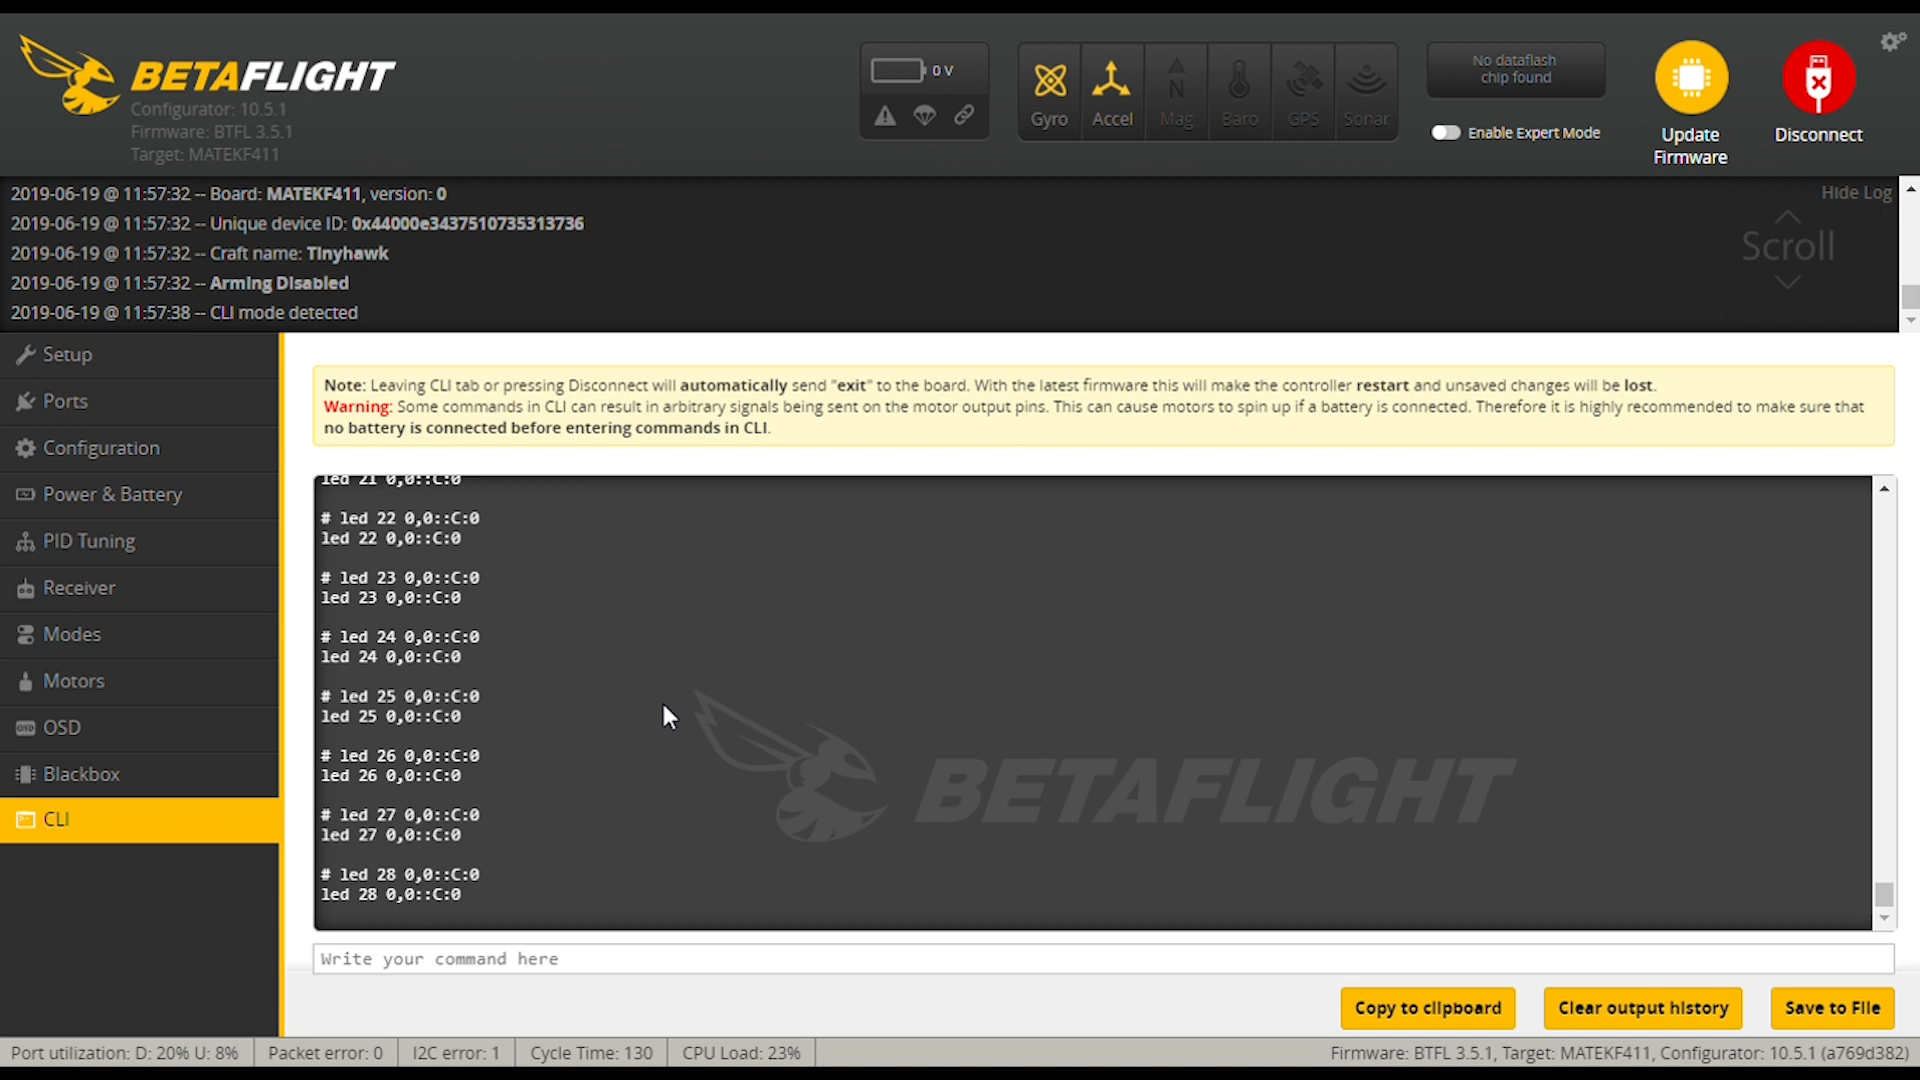 BETAFLIGHT
Configurator: 10.5.1
Firmware: BTFL 3.5.1
Target: MATEKF411
0 V
Gyro
Accel
Mag
Baro
GPS
Sonar
No dataflash
chip found
Enable Expert Mode
Update
Firmware
Disconnect
2019-06-19 @ 11:57:32 -- Board: MATEKF411, version: 0
2019-06-19 @ 11:57:32 -- Unique device ID: 0x44000e3437510735313736
2019-06-19 @ 11:57:32 -- Craft name: Tinyhawk
2019-06-19 @ 11:57:32 -- Arming Disabled
2019-06-19 @ 11:57:38 -- CLI mode detected
Hide Log
Scroll
Setup
Ports
Configuration
Power & Battery
PID Tuning
Receiver
Modes
Motors
OSD
Blackbox
CLI
Note: Leaving CLI tab or pressing Disconnect will automatically send "exit" to the board. With the latest firmware this will make the controller restart and unsaved changes will be lost.
Warning: Some commands in CLI can result in arbitrary signals being sent on the motor output pins. This can cause motors to spin up if a battery is connected. Therefore it is highly recommended to make sure that
no battery is connected before entering commands in CLI.
led 21 0,0::C:0
# led 22 0,0::C:0
led 22 0,0::C:0
# led 23 0,0::C:0
led 23 0,0::C:0
# led 24 0,0::C:0
led 24 0,0::C:0
# led 25 0,0::C:0
led 25 0,0::C:0
# led 26 0,0::C:0
led 26 0,0::C:0
# led 27 0,0::C:0
led 27 0,0::C:0
# led 28 0,0::C:0
led 28 0,0::C:0
BETAFLIGHT
Write your command here
Copy to clipboard
Clear output history
Save to File
Port utilization: D: 20% U: 8%
Packet error: 0
I2C error: 1
Cycle Time: 130
CPU Load: 23%
Firmware: BTFL 3.5.1, Target: MATEKF411, Configurator: 10.5.1 (a769d382)